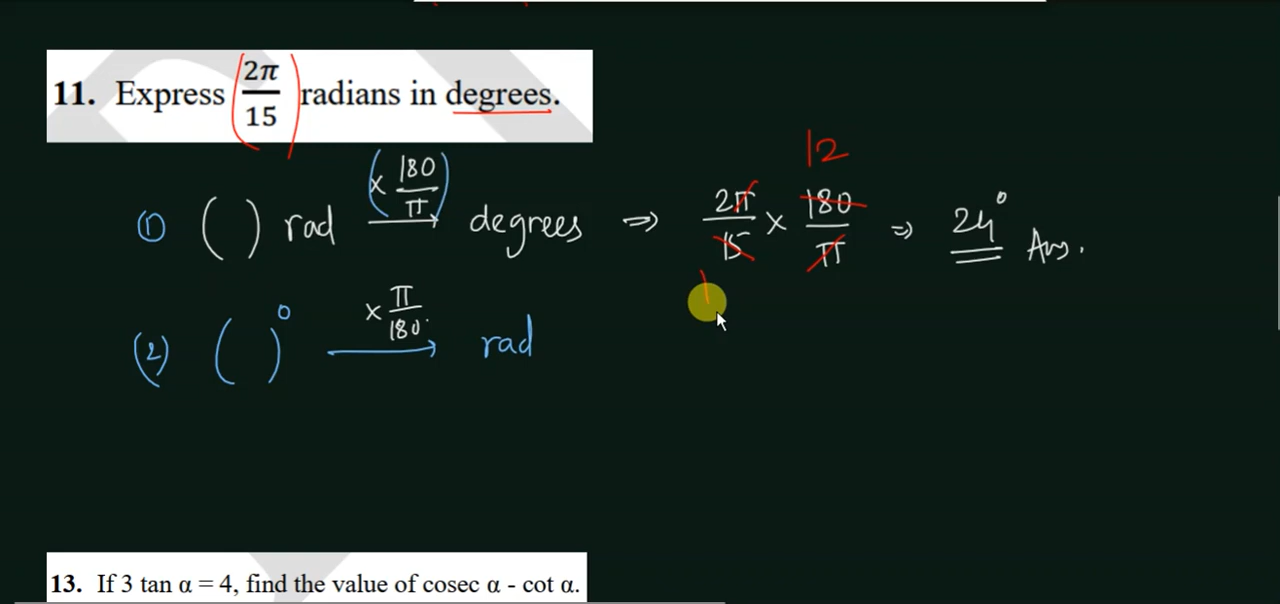 11. Express (2π/15) radians in degrees.
① ( ) rad (× 180/π) → degrees ⇒ 2π/15 × 180/π ⇒ 24° Ans.
12
1
(2) ( )° × π/180 → rad
13. If 3 tan α = 4, find the value of cosec α - cot α.